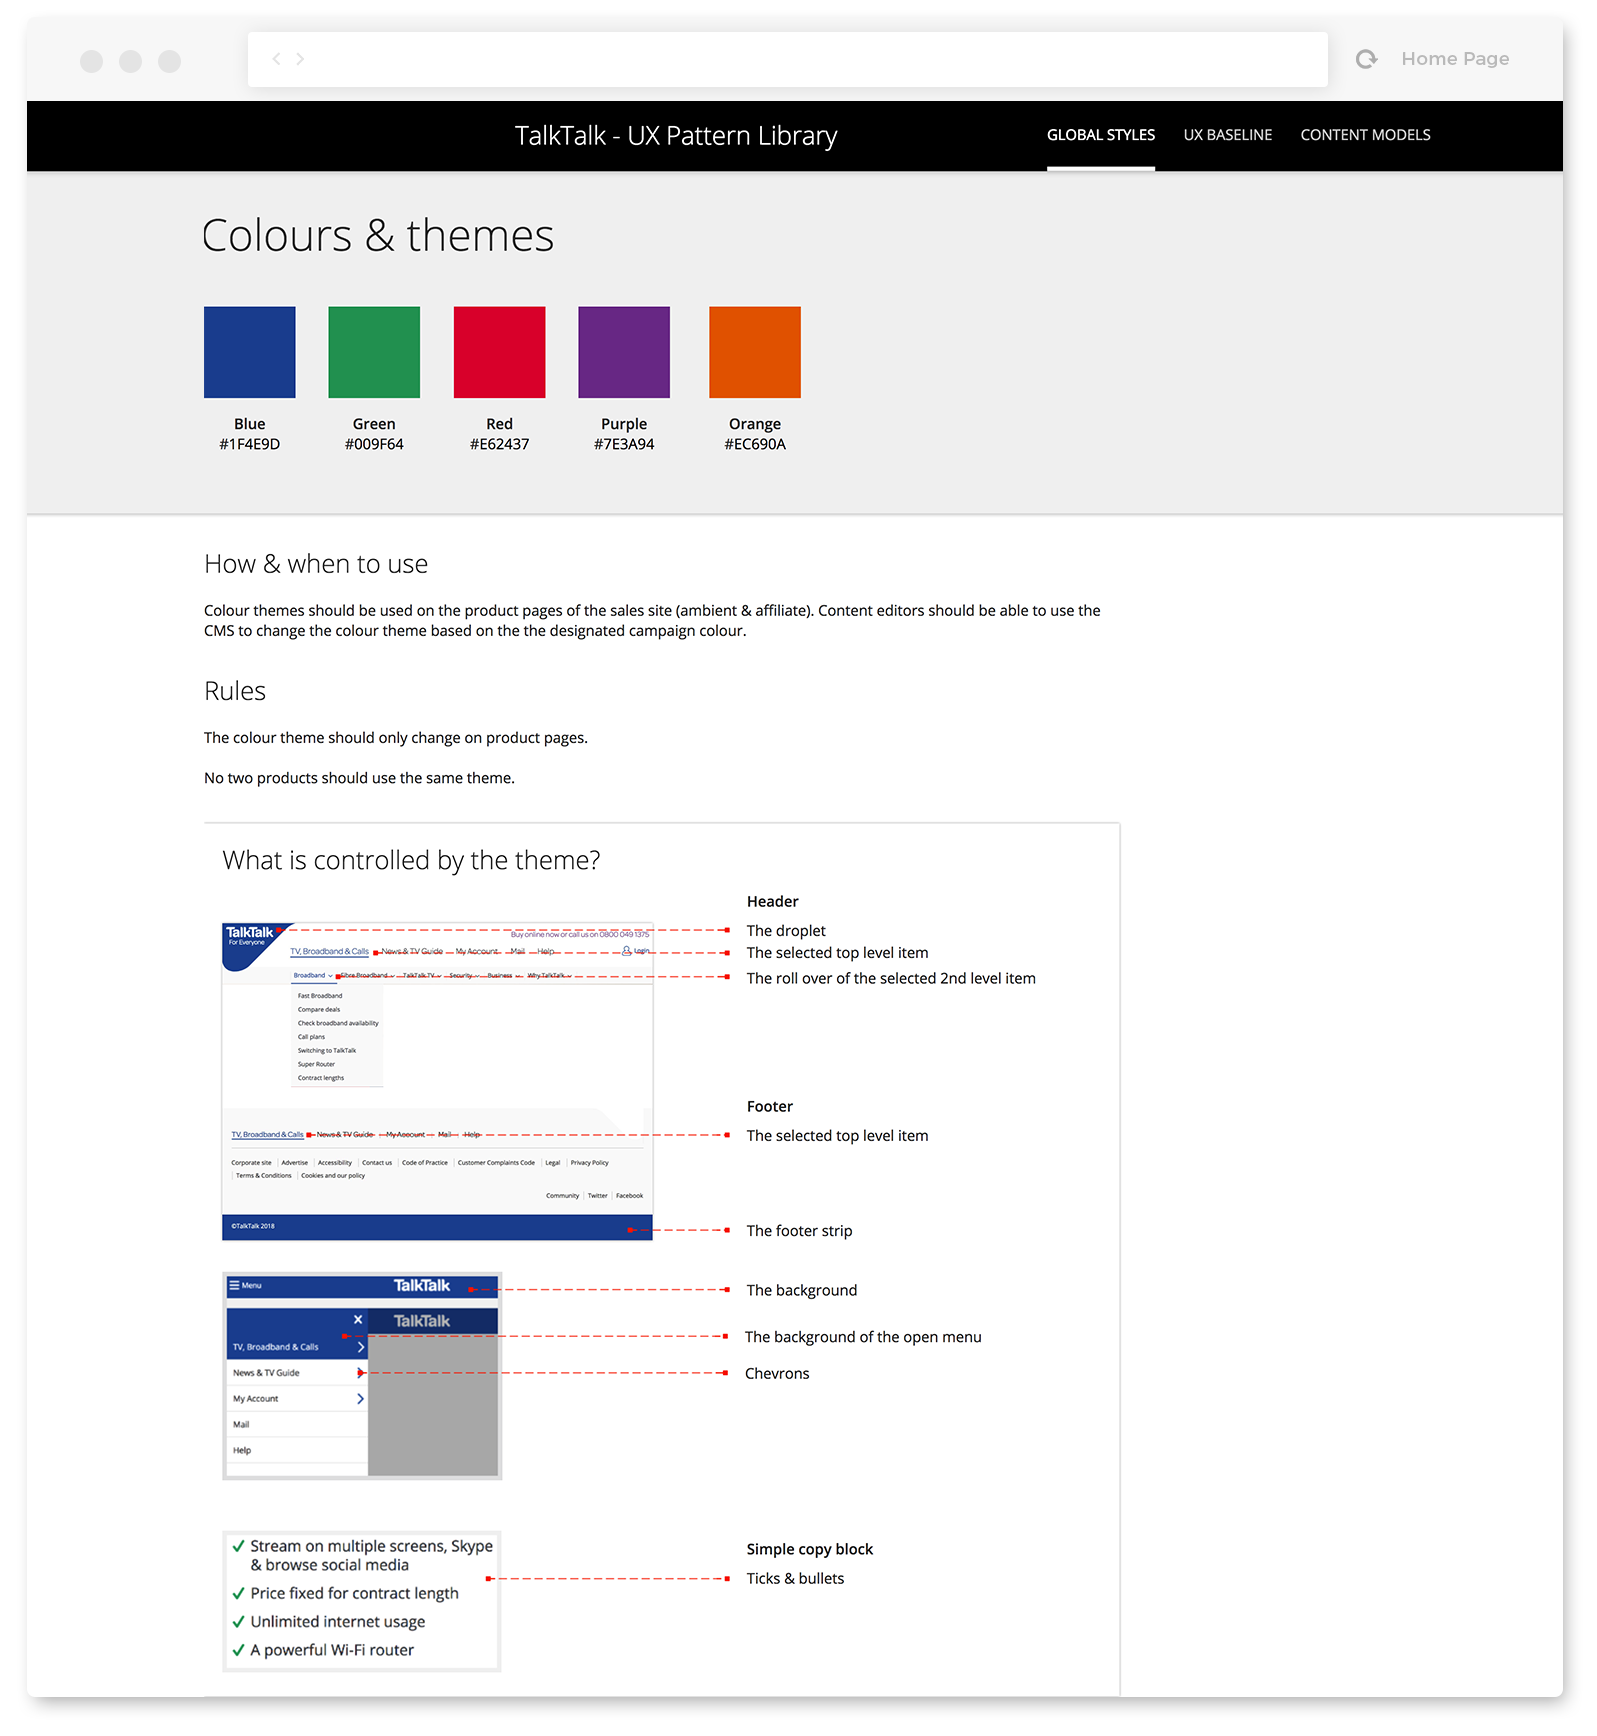 Home Page
TalkTalk - UX Pattern Library
GLOBAL STYLES
UX BASELINE
CONTENT MODELS
Colours & themes
Blue
#1F4E9D
Green
#009F64
Red
#E62437
Purple
#7E3A94
Orange
#EC690A
How & when to use
Colour themes should be used on the product pages of the sales site (ambient & affiliate). Content editors should be able to use the
CMS to change the colour theme based on the the designated campaign colour.
Rules
The colour theme should only change on product pages.
No two products should use the same theme.
What is controlled by the theme?
TalkTalk
For Everyone
Buy online now or call us on 0800 049 1375
TV, Broadband & Calls
News & TV Guide
My Account
Mail
Help
Login
Broadband
Fibre Broadband
TalkTalk TV
Security
Business
Why TalkTalk
Fast Broadband
Compare deals
Check broadband availability
Call plans
Switching to TalkTalk
Super Router
Contract lengths
Header
The droplet
The selected top level item
The roll over of the selected 2nd level item
TV, Broadband & Calls
News & TV Guide
My Account
Mail
Help
Corporate site
Advertise
Accessibility
Contact us
Code of Practice
Customer Complaints Code
Legal
Privacy Policy
Terms & Conditions
Cookies and our policy
Community
Twitter
Facebook
©TalkTalk 2018
Footer
The selected top level item
The footer strip
Menu
TalkTalk
TalkTalk
TV, Broadband & Calls
News & TV Guide
My Account
Mail
Help
The background
The background of the open menu
Chevrons
Stream on multiple screens, Skype
& browse social media
Price fixed for contract length
Unlimited internet usage
A powerful Wi-Fi router
Simple copy block
Ticks & bullets